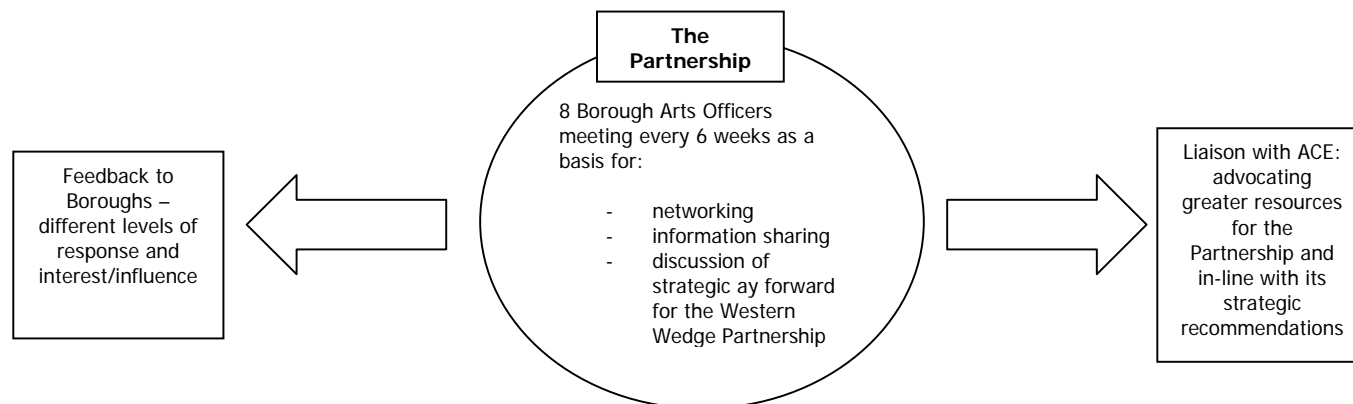 The
Partnership
8 Borough Arts Officers
meeting every 6 weeks as a
basis for:
- networking
- information sharing
- discussion of
strategic ay forward
for the Western
Wedge Partnership
Feedback to
Boroughs –
different levels of
response and
interest/influence
Liaison with ACE:
advocating
greater resources
for the
Partnership and
in-line with its
strategic
recommendations